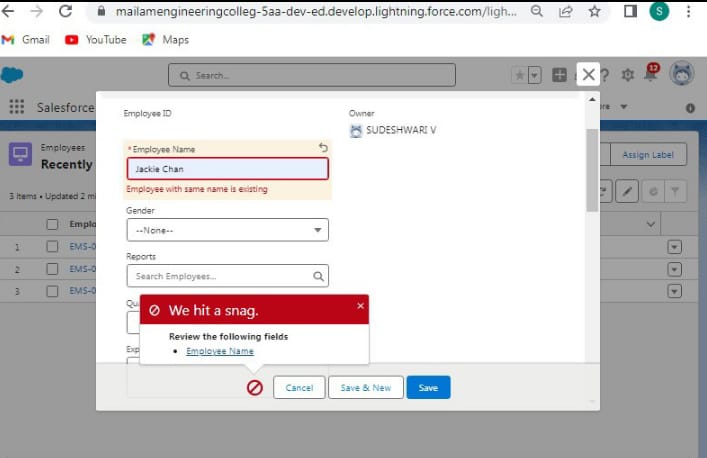 mailamengineeringcolleg-5aa-dev-ed.develop.lightning.force.com/ligh...
S
Gmail
YouTube
Maps
Search...
12
Salesforce
re
Employees
Recently
Assign Label
3 items • Updated 2 mi
Emplo
1
EMS-0
2
EMS-0
3
EMS-0
Employee ID
Owner
SUDESHWARI V
* Employee Name
Jackie Chan
Employee with same name is existing
Gender
--None--
Reports
Search Employees...
Qu
We hit a snag.
Review the following fields
• Employee Name
Exp
Cancel
Save & New
Save